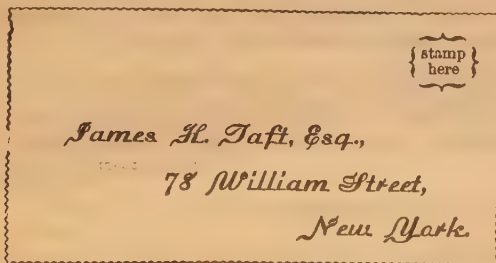 stamp
here
James H. Taft, Esq.,
78 William Street,
New York.